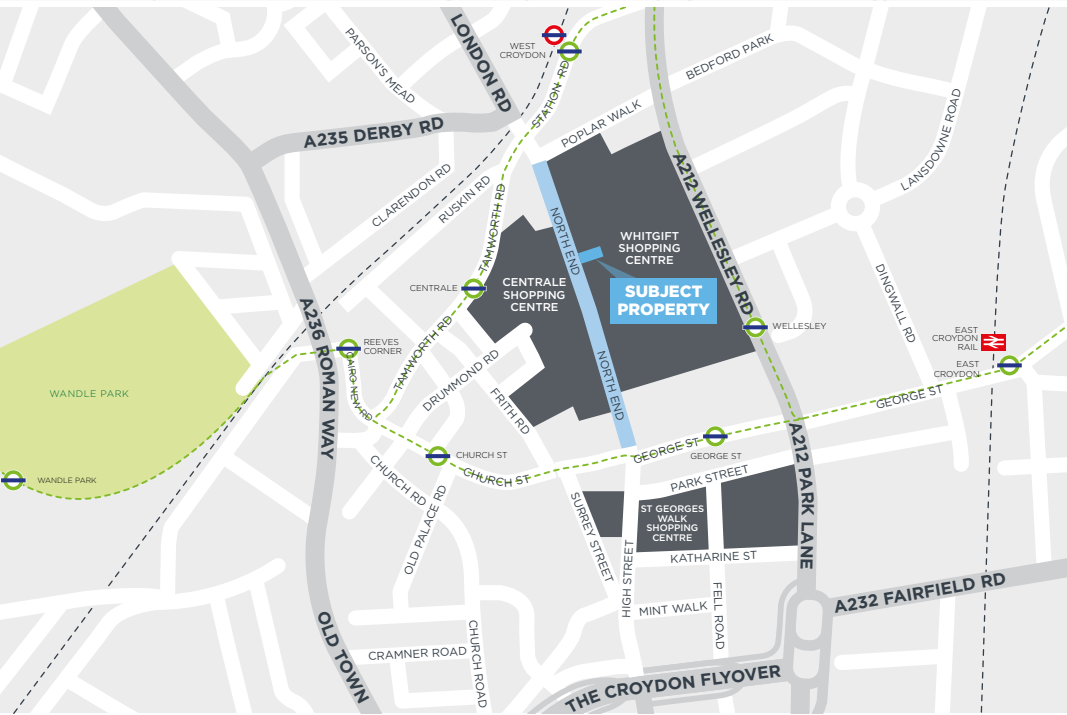 WEST
CROYDON
PARSON'S MEAD
LONDON RD
STATION RD
BEDFORD PARK
POPLAR WALK
A235 DERBY RD
LANSDOWNE ROAD
CLARENDON RD
RUSKIN RD
TAMWORTH RD
A212 WELLESLEY RD
NORTH END
WHITGIFT
SHOPPING
CENTRE
CENTRALE
CENTRALE
SHOPPING
CENTRE
SUBJECT
PROPERTY
DINGWALL RD
WELLESLEY
EAST
CROYDON
RAIL
EAST
CROYDON
A236 ROMAN WAY
REEVES
CORNER
CAIRO NEW RD
TAMWORTH RD
DRUMMOND RD
NORTH END
FRITH RD
WANDLE PARK
GEORGE ST
GEORGE ST
GEORGE ST
CHURCH ST
CHURCH ST
WANDLE PARK
CHURCH RD
OLD PALACE RD
SURREY STREET
PARK STREET
ST GEORGES
WALK
SHOPPING
CENTRE
A212 PARK LANE
KATHARINE ST
HIGH STREET
MINT WALK
FELL ROAD
A232 FAIRFIELD RD
OLD TOWN
CRAMNER ROAD
CHURCH ROAD
THE CROYDON FLYOVER